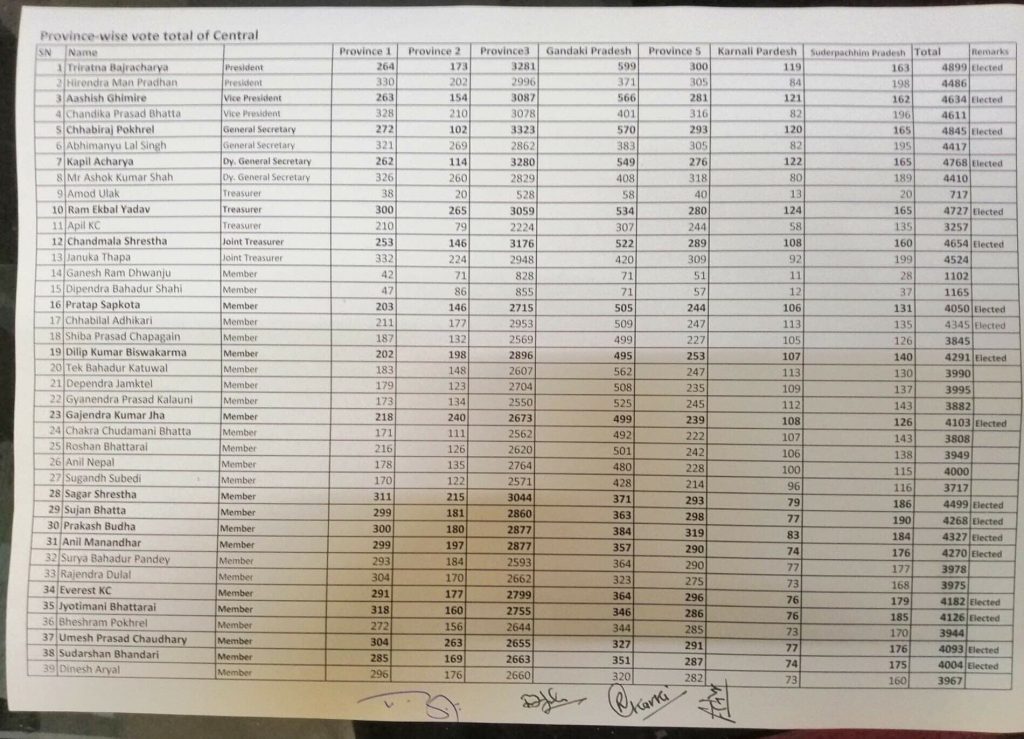 Province-wise vote total of Central
SN Name Province 1 Province 2 Province3 Gandaki Pradesh Province 5 Karnali Pardesh Suderpachhim Pradesh Total Remarks
1 Triratna Bajracharya President 264 173 3281 599 300 119 163 4899 Elected
2 Hirendra Man Pradhan President 330 202 2996 371 305 84 198 4486
3 Aashish Ghimire Vice President 263 154 3087 566 281 121 162 4634 Elected
4 Chandika Prasad Bhatta Vice President 328 210 3078 401 316 82 196 4611
5 Chhabiraj Pokhrel General Secretary 272 102 3323 570 293 120 165 4845 Elected
6 Abhimanyu Lal Singh General Secretary 321 269 2862 383 305 82 195 4417
7 Kapil Acharya Dy. General Secretary 262 114 3280 549 276 122 165 4768 Elected
8 Mr Ashok Kumar Shah Dy. General Secretary 326 260 2829 408 318 80 189 4410
9 Amod Ulak Treasurer 38 20 528 58 40 13 20 717
10 Ram Ekbal Yadav Treasurer 300 265 3059 534 280 124 165 4727 Elected
11 Apil KC Treasurer 210 79 2224 307 244 58 135 3257
12 Chandmala Shrestha Joint Treasurer 253 146 3176 522 289 108 160 4654 Elected
13 Januka Thapa Joint Treasurer 332 224 2948 420 309 92 199 4524
14 Ganesh Ram Dhwanju Member 42 71 828 71 51 11 28 1102
15 Dipendra Bahadur Shahi Member 47 86 855 71 57 12 37 1165
16 Pratap Sapkota Member 203 146 2715 505 244 106 131 4050 Elected
17 Chhabilal Adhikari Member 211 177 2953 509 247 113 135 4345 Elected
18 Shiba Prasad Chapagain Member 187 132 2569 499 227 105 126 3845
19 Dilip Kumar Biswakarma Member 202 198 2896 495 253 107 140 4291 Elected
20 Tek Bahadur Katuwal Member 183 148 2607 562 247 113 130 3990
21 Dependra Jamktel Member 179 123 2704 508 235 109 137 3995
22 Gyanendra Prasad Kalauni Member 173 134 2550 525 245 112 143 3882
23 Gajendra Kumar Jha Member 218 240 2673 499 239 108 126 4103 Elected
24 Chakra Chudamani Bhatta Member 171 111 2562 492 222 107 143 3808
25 Roshan Bhattarai Member 216 126 2620 501 242 106 138 3949
26 Anil Nepal Member 178 135 2764 480 228 100 115 4000
27 Sugandh Subedi Member 170 122 2571 428 214 96 116 3717
28 Sagar Shrestha Member 311 215 3044 371 293 79 186 4499 Elected
29 Sujan Bhatta Member 299 181 2860 363 298 77 190 4268 Elected
30 Prakash Budha Member 300 180 2877 384 319 83 184 4327 Elected
31 Anil Manandhar Member 299 197 2877 357 290 74 176 4270 Elected
32 Surya Bahadur Pandey Member 293 184 2593 364 290 77 177 3978
33 Rajendra Dulal Member 304 170 2662 323 275 73 168 3975
34 Everest KC Member 291 177 2799 364 296 76 179 4182 Elected
35 Jyotimani Bhattarai Member 318 160 2755 346 286 76 185 4126 Elected
36 Bheshram Pokhrel Member 272 156 2644 344 285 73 170 3944
37 Umesh Prasad Chaudhary Member 304 263 2655 327 291 77 176 4093 Elected
38 Sudarshan Bhandari Member 285 169 2663 351 287 74 175 4004 Elected
39 Dinesh Aryal Member 296 176 2660 320 282 73 160 3967
RKarki